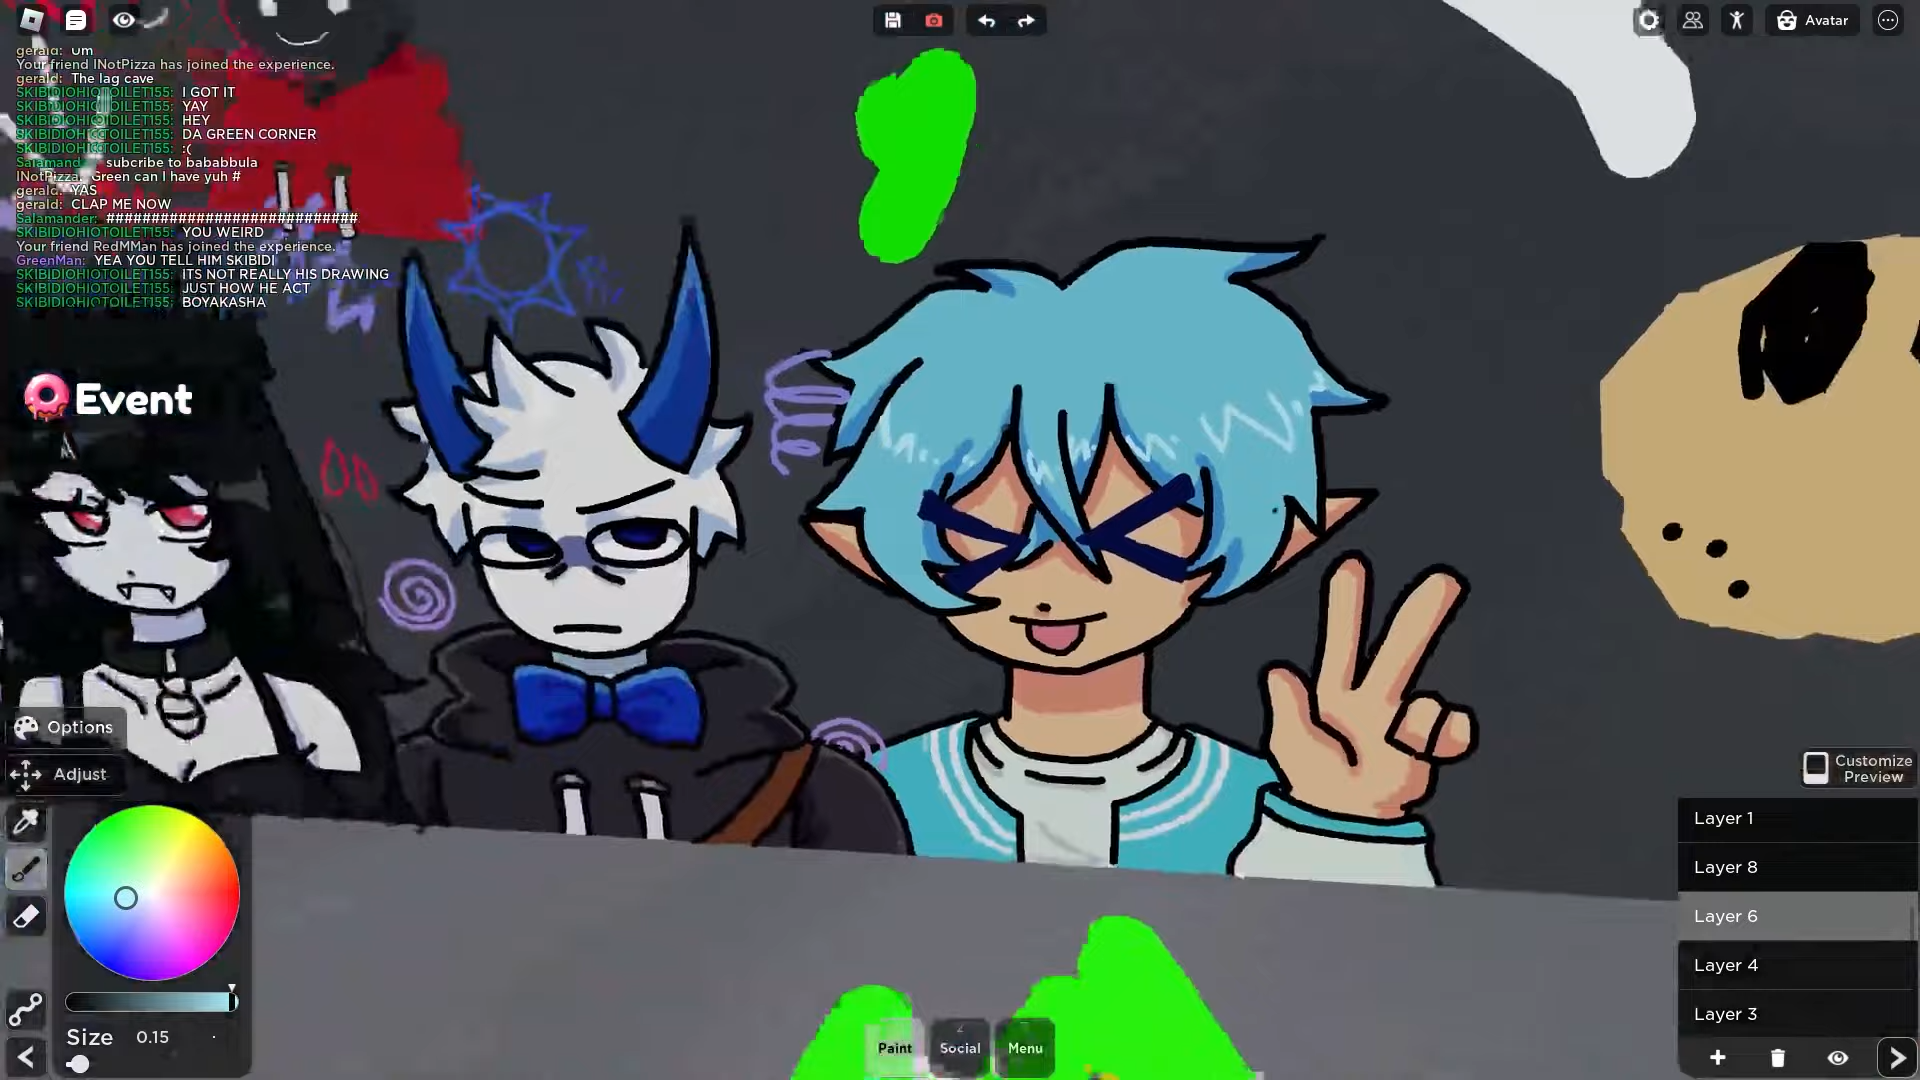 gerald: Um
Your friend INotPizza has joined the experience.
gerald: The lag cave
SKIBIDIOHIOTOILET155: I GOT IT
SKIBIDIOHIOTOILET155: YAY
SKIBIDIOHIOTOILET155: HEY
SKIBIDIOHIOTOILET155: DA GREEN CORNER
SKIBIDIOHIOTOILET155: :(
Salamander: subcribe to bababbula
INotPizza: Green can I have yuh #
gerald: YAS
gerald: CLAP ME NOW
Salamander: ############################
SKIBIDIOHIOTOILET155: YOU WEIRD
Your friend RedMMan has joined the experience.
GreenMan: YEA YOU TELL HIM SKIBIDI
SKIBIDIOHIOTOILET155: ITS NOT REALLY HIS DRAWING
SKIBIDIOHIOTOILET155: JUST HOW HE ACT
SKIBIDIOHIOTOILET155: BOYAKASHA
Avatar
Event
Options
Adjust
Size 0.15
Paint
Social
Menu
Customize
Preview
Layer 1
Layer 8
Layer 6
Layer 4
Layer 3